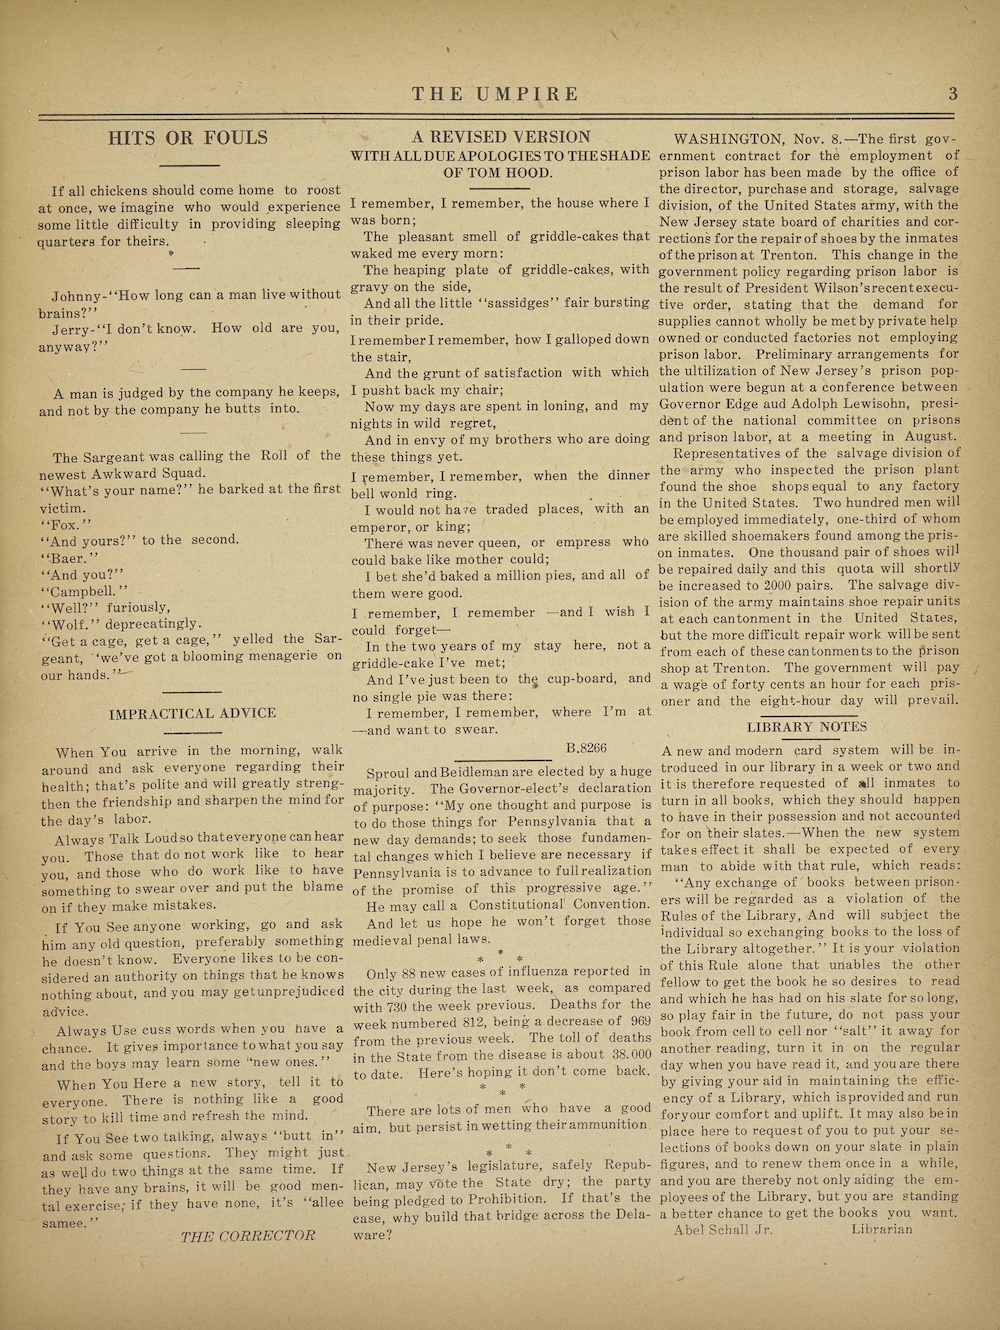 THE UMPIRE
3
HITS OR FOULS
If all chickens should come home to roost
at once, we imagine who would experience
some little difficulty in providing sleeping
quarters for theirs.
Johnny-"How long can a man live without
brains?"
Jerry-"I don't know. How old are you,
anyway?"
A man is judged by the company he keeps,
and not by the company he butts into.
The Sargeant was calling the Roll of the
newest Awkward Squad.
"What's your name?" he barked at the first
victim.
"Fox."
"And yours?" to the second.
"Baer."
"And you?"
"Campbell."
"Well?" furiously,
"Wolf." deprecatingly.
"Get a cage, get a cage," yelled the Sar-
geant, "we've got a blooming menagerie on
our hands."
IMPRACTICAL ADVICE
When You arrive in the morning, walk
around and ask everyone regarding their
health; that's polite and will greatly streng-
then the friendship and sharpen the mind for
the day's labor.
Always Talk Loud so that everyone can hear
you. Those that do not work like to hear
you, and those who do work like to have
something to swear over and put the blame
on if they make mistakes.
If You See anyone working, go and ask
him any old question, preferably something
he doesn't know. Everyone likes to be con-
sidered an authority on things that he knows
nothing about, and you may get unprejudiced
advice.
Always Use cuss words when you have a
chance. It gives importance to what you say
and the boys may learn some "new ones."
When You Here a new story, tell it to
everyone. There is nothing like a good
story to kill time and refresh the mind.
If You See two talking, always "butt in"
and ask some questions. They might just
as well do two things at the same time. If
they have any brains, it will be good men-
tal exercise; if they have none, it's "allee
samee."
THE CORRECTOR
A REVISED VERSION
WITH ALL DUE APOLOGIES TO THE SHADE
OF TOM HOOD.
I remember, I remember, the house where I
was born;
The pleasant smell of griddle-cakes that
waked me every morn:
The heaping plate of griddle-cakes, with
gravy on the side,
And all the little "sassidges" fair bursting
in their pride.
I remember I remember, how I galloped down
the stair,
And the grunt of satisfaction with which
I pusht back my chair;
Now my days are spent in loning, and my
nights in wild regret,
And in envy of my brothers who are doing
these things yet.
I remember, I remember, when the dinner
bell wonld ring.
I would not have traded places, with an
emperor, or king;
There was never queen, or empress who
could bake like mother could;
I bet she'd baked a million pies, and all of
them were good.
I remember, I remember —and I wish I
could forget—
In the two years of my stay here, not a
griddle-cake I've met;
And I've just been to the cup-board, and
no single pie was there:
I remember, I remember, where I'm at
—and want to swear.
B.8266
Sproul and Beidleman are elected by a huge
majority. The Governor-elect's declaration
of purpose: "My one thought and purpose is
to do those things for Pennsylvania that a
new day demands; to seek those fundamen-
tal changes which I believe are necessary if
Pennsylvania is to advance to full realization
of the promise of this progressive age."
He may call a Constitutional Convention.
And let us hope he won't forget those
medieval penal laws.
*
* *
Only 88 new cases of influenza reported in
the city during the last week, as compared
with 730 the week previous. Deaths for the
week numbered 812, being a decrease of 969
from the previous week. The toll of deaths
in the State from the disease is about 38.000
to date. Here's hoping it don't come back.
* *
*
There are lots of men who have a good
aim, but persist in wetting their ammunition
*
* *
New Jersey's legislature, safely Repub-
lican, may vote the State dry; the party
being pledged to Prohibition. If that's the
case, why build that bridge across the Dela-
ware?
WASHINGTON, Nov. 8.—The first gov-
ernment contract for the employment of
prison labor has been made by the office of
the director, purchase and storage, salvage
division, of the United States army, with the
New Jersey state board of charities and cor-
rections for the repair of shoes by the inmates
of the prison at Trenton. This change in the
government policy regarding prison labor is
the result of President Wilson's recent execu-
tive order, stating that the demand for
supplies cannot wholly be met by private help
owned or conducted factories not employing
prison labor. Preliminary arrangements for
the ultilization of New Jersey's prison pop-
ulation were begun at a conference between
Governor Edge aud Adolph Lewisohn, presi-
dent of the national committee on prisons
and prison labor, at a meeting in August.
Representatives of the salvage division of
the army who inspected the prison plant
found the shoe shops equal to any factory
in the United States. Two hundred men will
be employed immediately, one-third of whom
are skilled shoemakers found among the pris-
on inmates. One thousand pair of shoes will
be repaired daily and this quota will shortly
be increased to 2000 pairs. The salvage div-
ision of the army maintains shoe repair units
at each cantonment in the United States,
but the more difficult repair work will be sent
from each of these cantonments to the prison
shop at Trenton. The government will pay
a wage of forty cents an hour for each pris-
oner and the eight-hour day will prevail.
LIBRARY NOTES
A new and modern card system will be in-
troduced in our library in a week or two and
it is therefore requested of all inmates to
turn in all books, which they should happen
to have in their possession and not accounted
for on their slates.—When the new system
takes effect it shall be expected of every
man to abide with that rule, which reads:
"Any exchange of books between prison-
ers will be regarded as a violation of the
Rules of the Library, And will subject the
individual so exchanging books to the loss of
the Library altogether." It is your violation
of this Rule alone that unables the other
fellow to get the book he so desires to read
and which he has had on his slate for so long,
so play fair in the future, do not pass your
book from cell to cell nor "salt" it away for
another reading, turn it in on the regular
day when you have read it, and you are there
by giving your aid in maintaining the effic-
ency of a Library, which is provided and run
for your comfort and uplift. It may also be in
place here to request of you to put your se-
lections of books down on your slate in plain
figures, and to renew them once in a while,
and you are thereby not only aiding the em-
ployees of the Library, but you are standing
a better chance to get the books you want.
Abel Schall Jr. Librarian